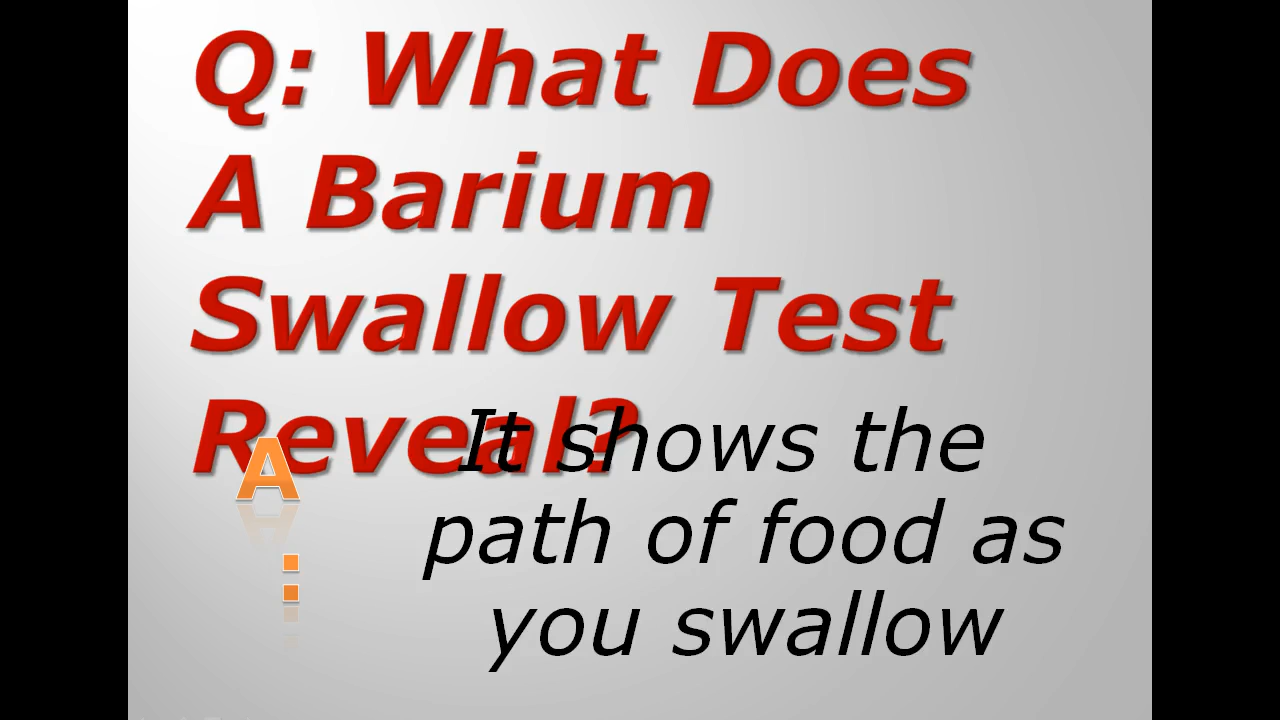 Q: What Does
A Barium
Swallow Test
Reveal?
A
:
It shows the
path of food as
you swallow